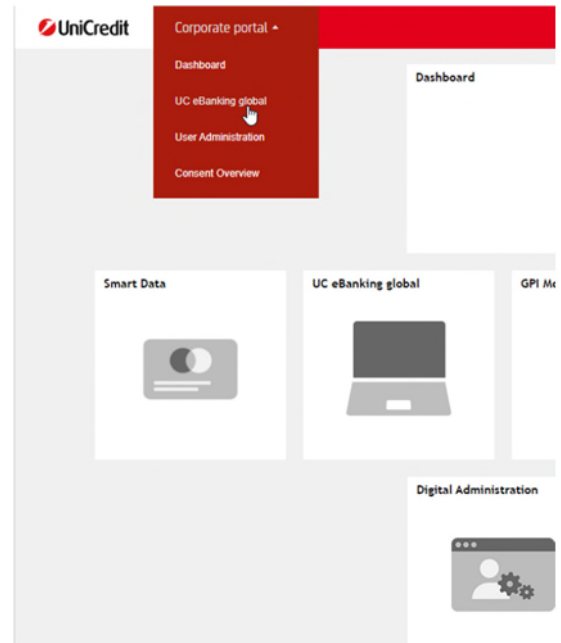 UniCredit
Corporate portal
Dashboard
UC eBanking global
User Administration
Consent Overview
Dashboard
Smart Data
UC eBanking global
GPI
Digital Administration